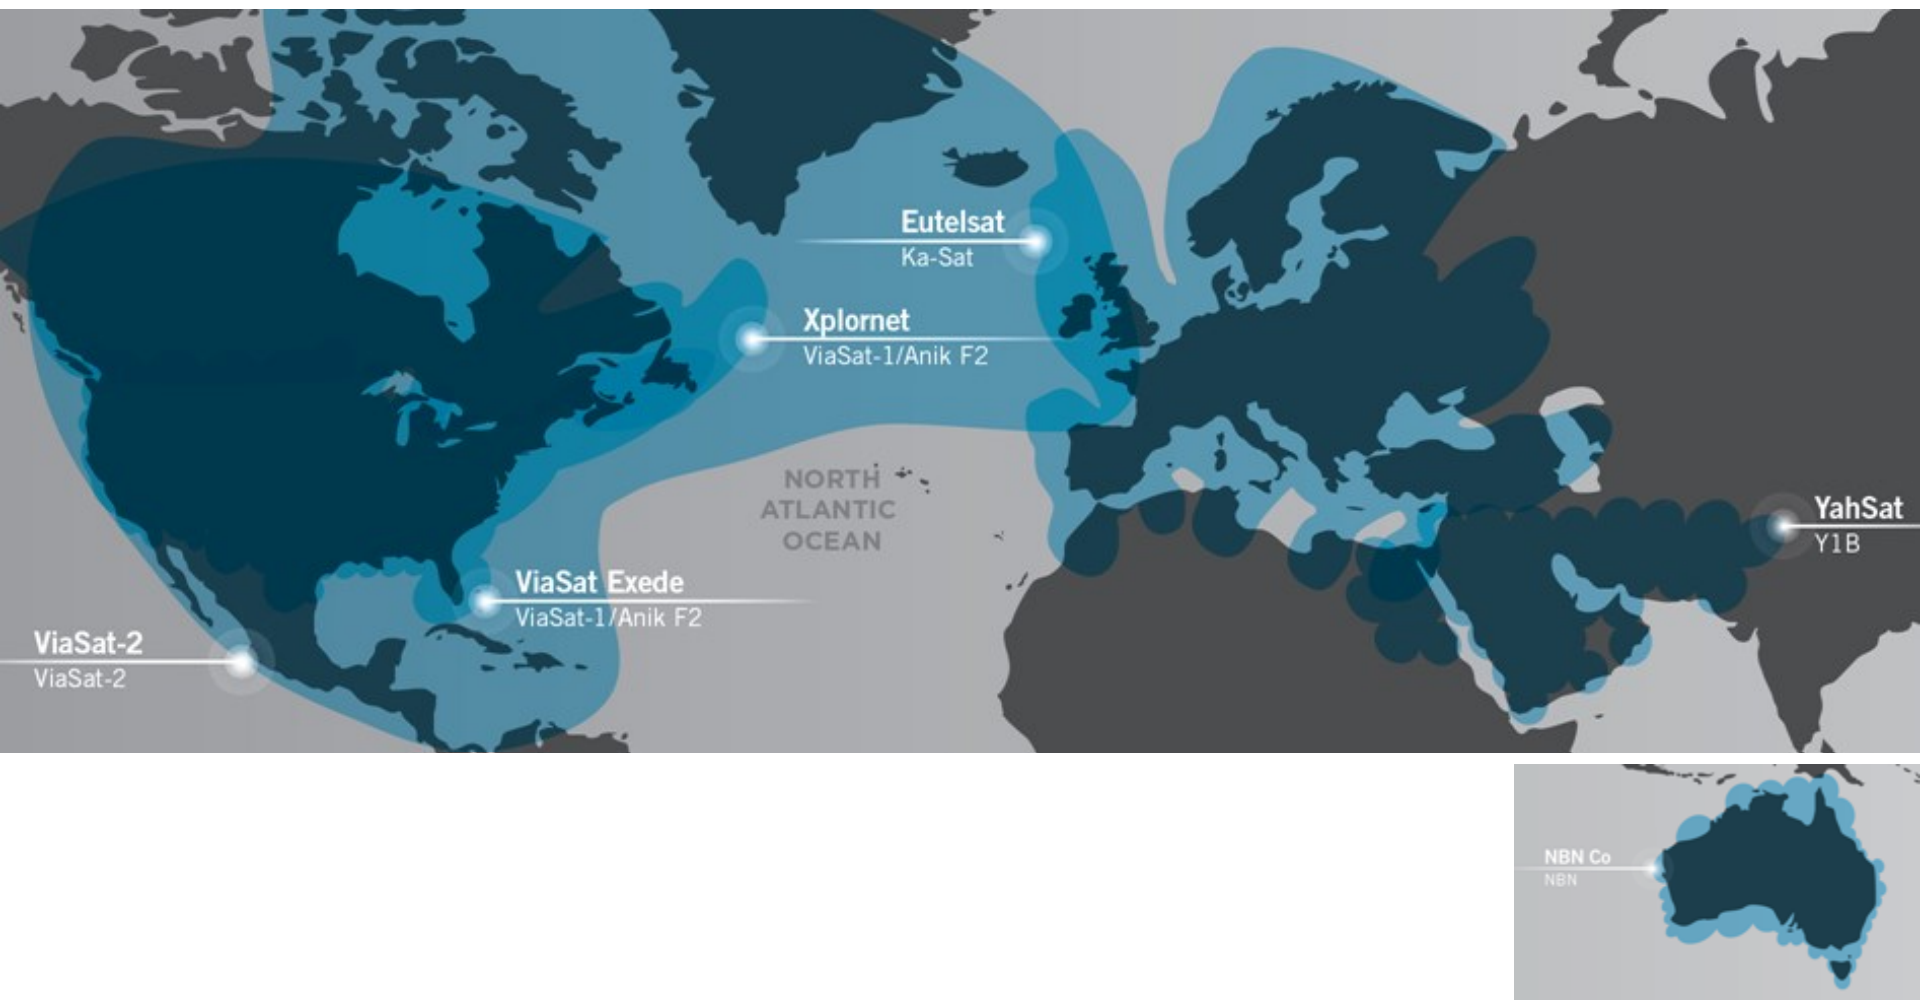 Eutelsat
Ka-Sat
Xplornet
ViaSat-1/Anik F2
NORTH
ATLANTIC
OCEAN
YahSat
Y1B
ViaSat Exede
ViaSat-1/Anik F2
ViaSat-2
ViaSat-2
NBN Co
NBN